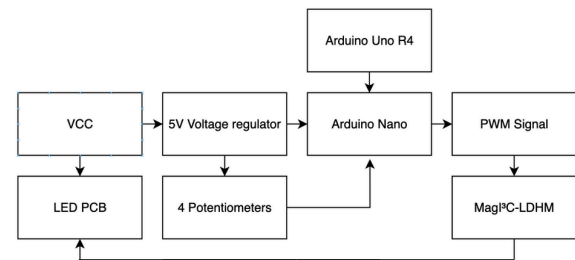 Arduino Uno R4
VCC
5V Voltage regulator
Arduino Nano
PWM Signal
LED PCB
4 Potentiometers
MagI³C-LDHM